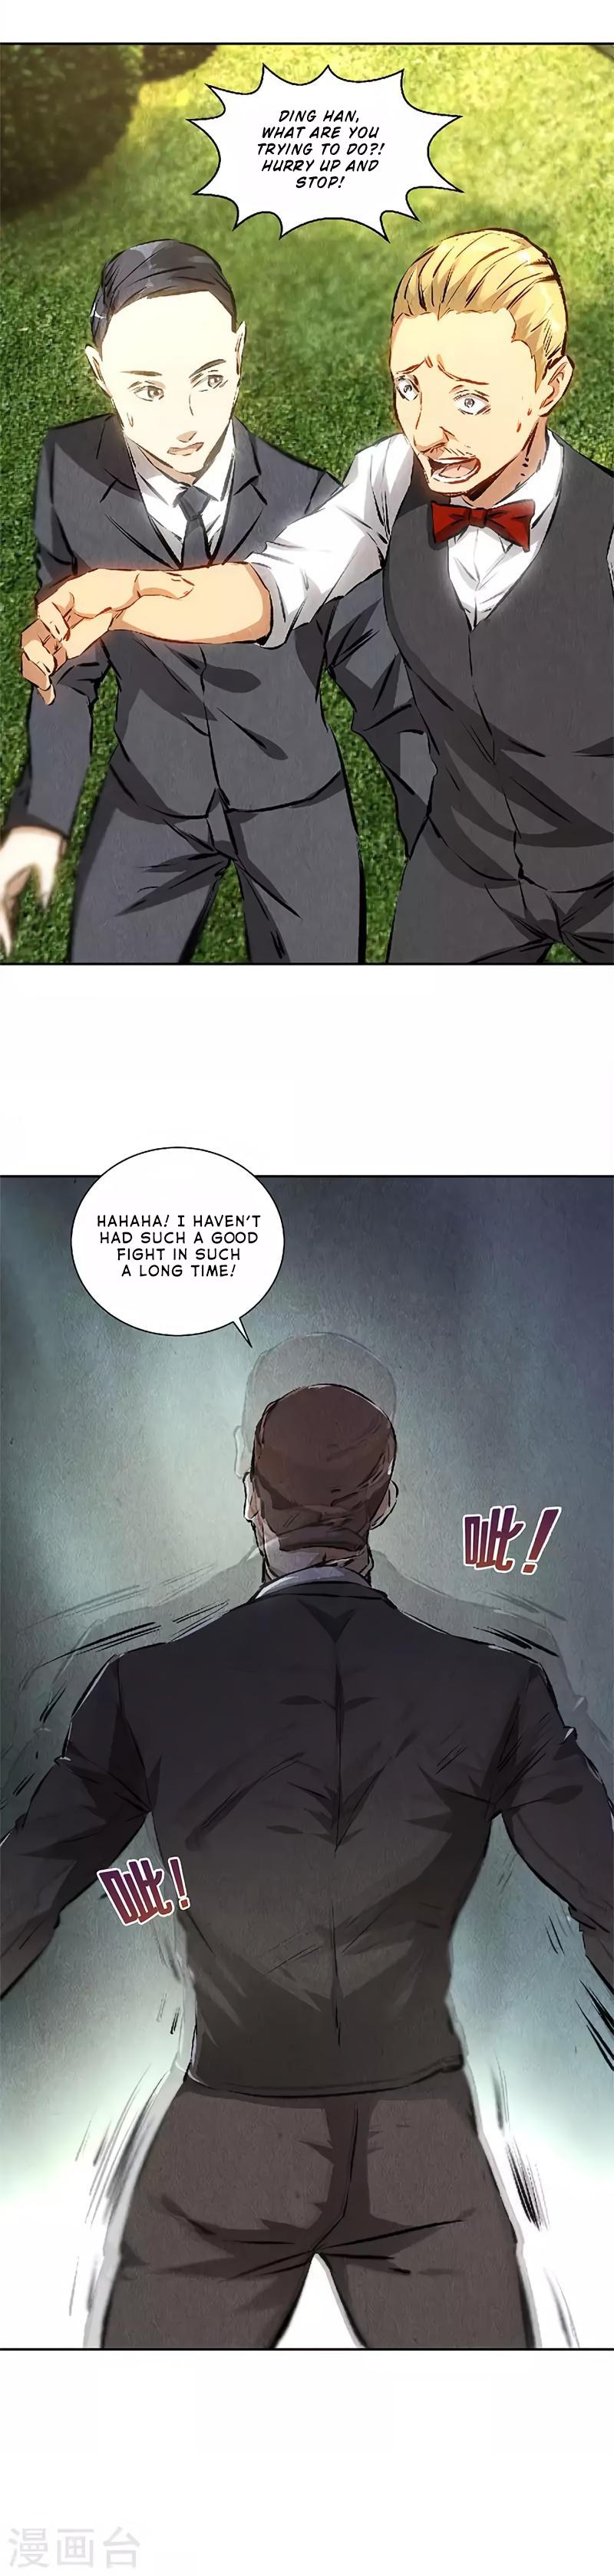 DING HAN,
WHAT ARE YOU
TRYING TO DO?!
HURRY UP AND
STOP!
HAHAHA! I HAVEN'T
HAD SUCH A GOOD
FIGHT IN SUCH
A LONG TIME!
呲!
呲!
漫画台